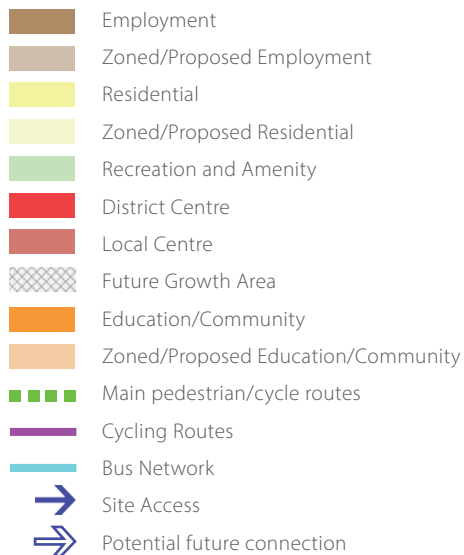 Employment
Zoned/Proposed Employment
Residential
Zoned/Proposed Residential
Recreation and Amenity
District Centre
Local Centre
Future Growth Area
Education/Community
Zoned/Proposed Education/Community
Main pedestrian/cycle routes
Cycling Routes
Bus Network
Site Access
Potential future connection